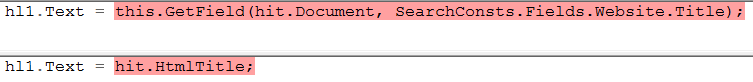 hl1.Text = this.GetField(hit.Document, SearchConsts.Fields.Website.Title);
hl1.Text = hit.HtmlTitle;